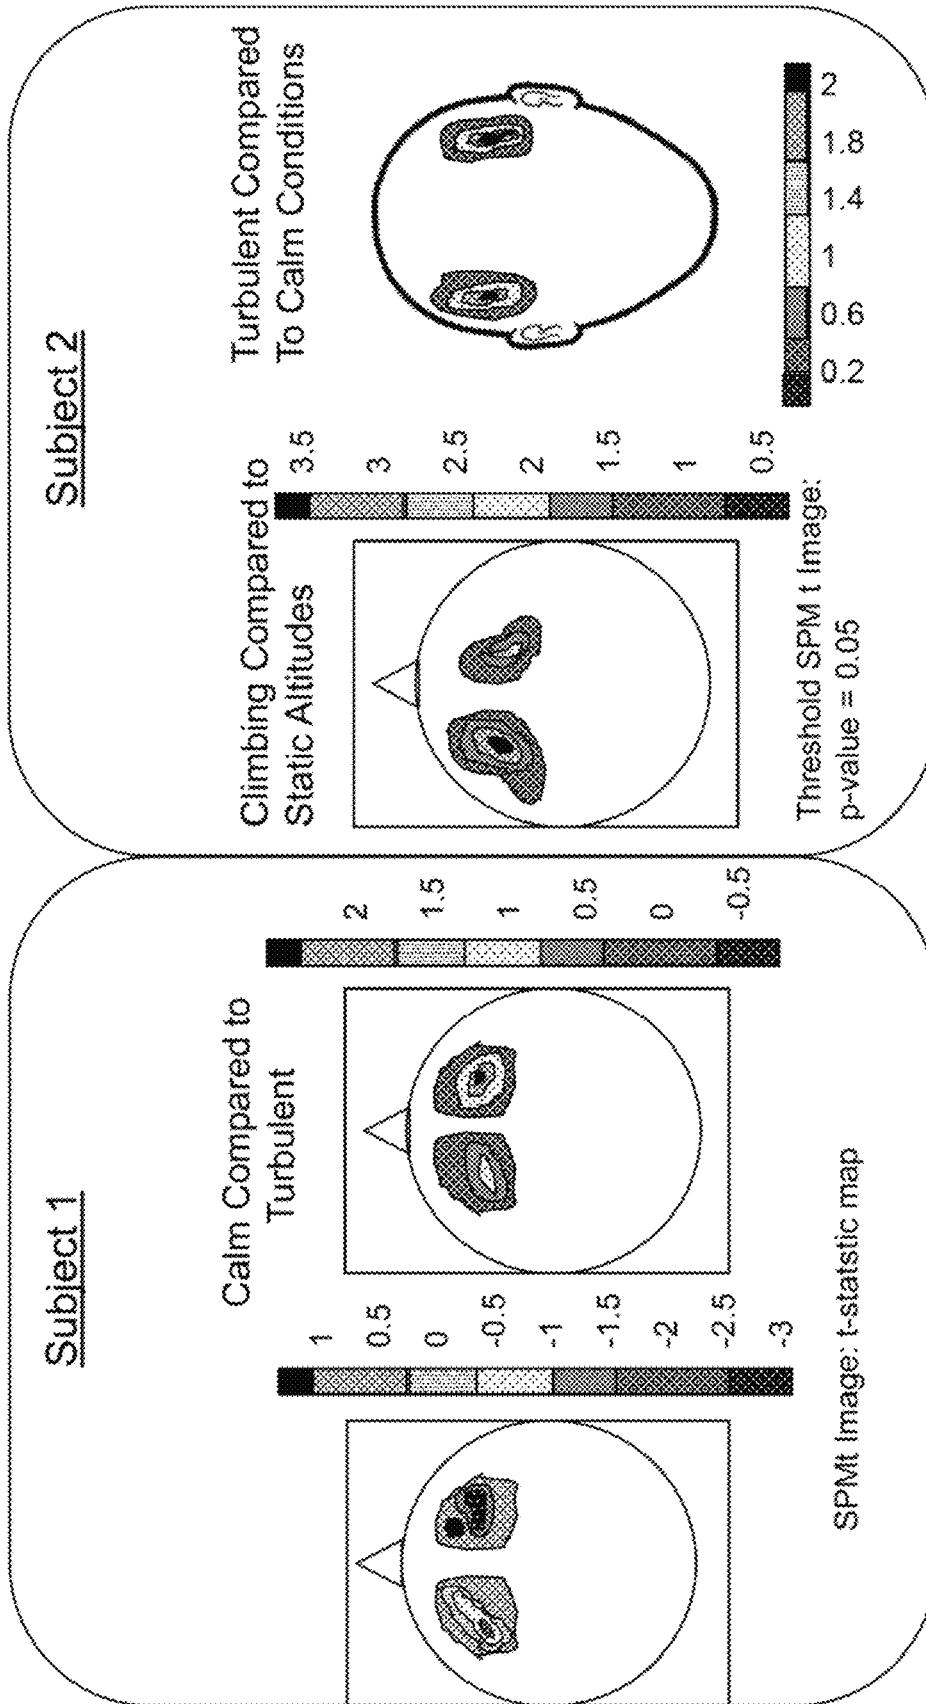 Subject 1
Calm Compared to
Turbulent
1
0.5
0
-0.5
-1
-1.5
-2
-2.5
-3
2
1.5
1
0.5
0
-0.5
SPMt Image: t-statstic map
Subject 2
Climbing Compared to
Static Altitudes
3.5
3
2.5
2
1.5
1
0.5
Threshold SPM t Image:
p-value = 0.05
Turbulent Compared
To Calm Conditions
0.2
0.6
1
1.4
1.8
2